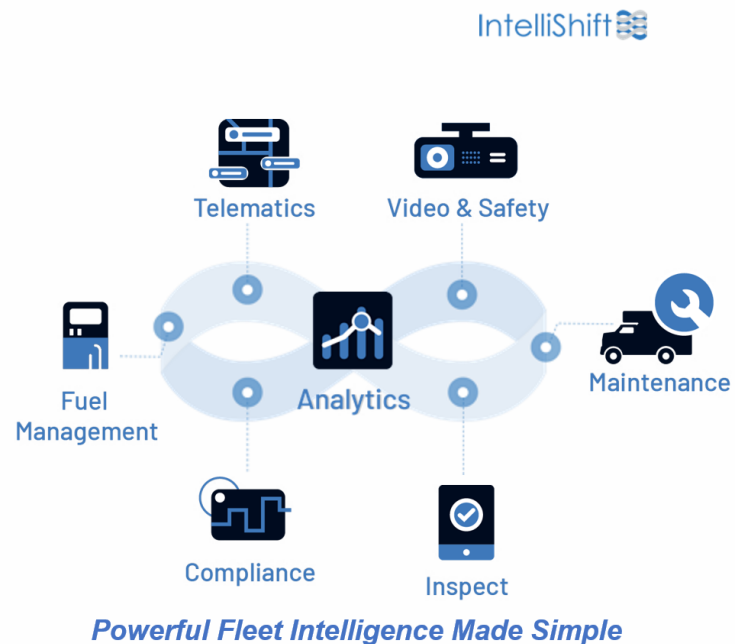 IntelliShift
Telematics
Video & Safety
Fuel
Management
Analytics
Maintenance
Compliance
Inspect
Powerful Fleet Intelligence Made Simple